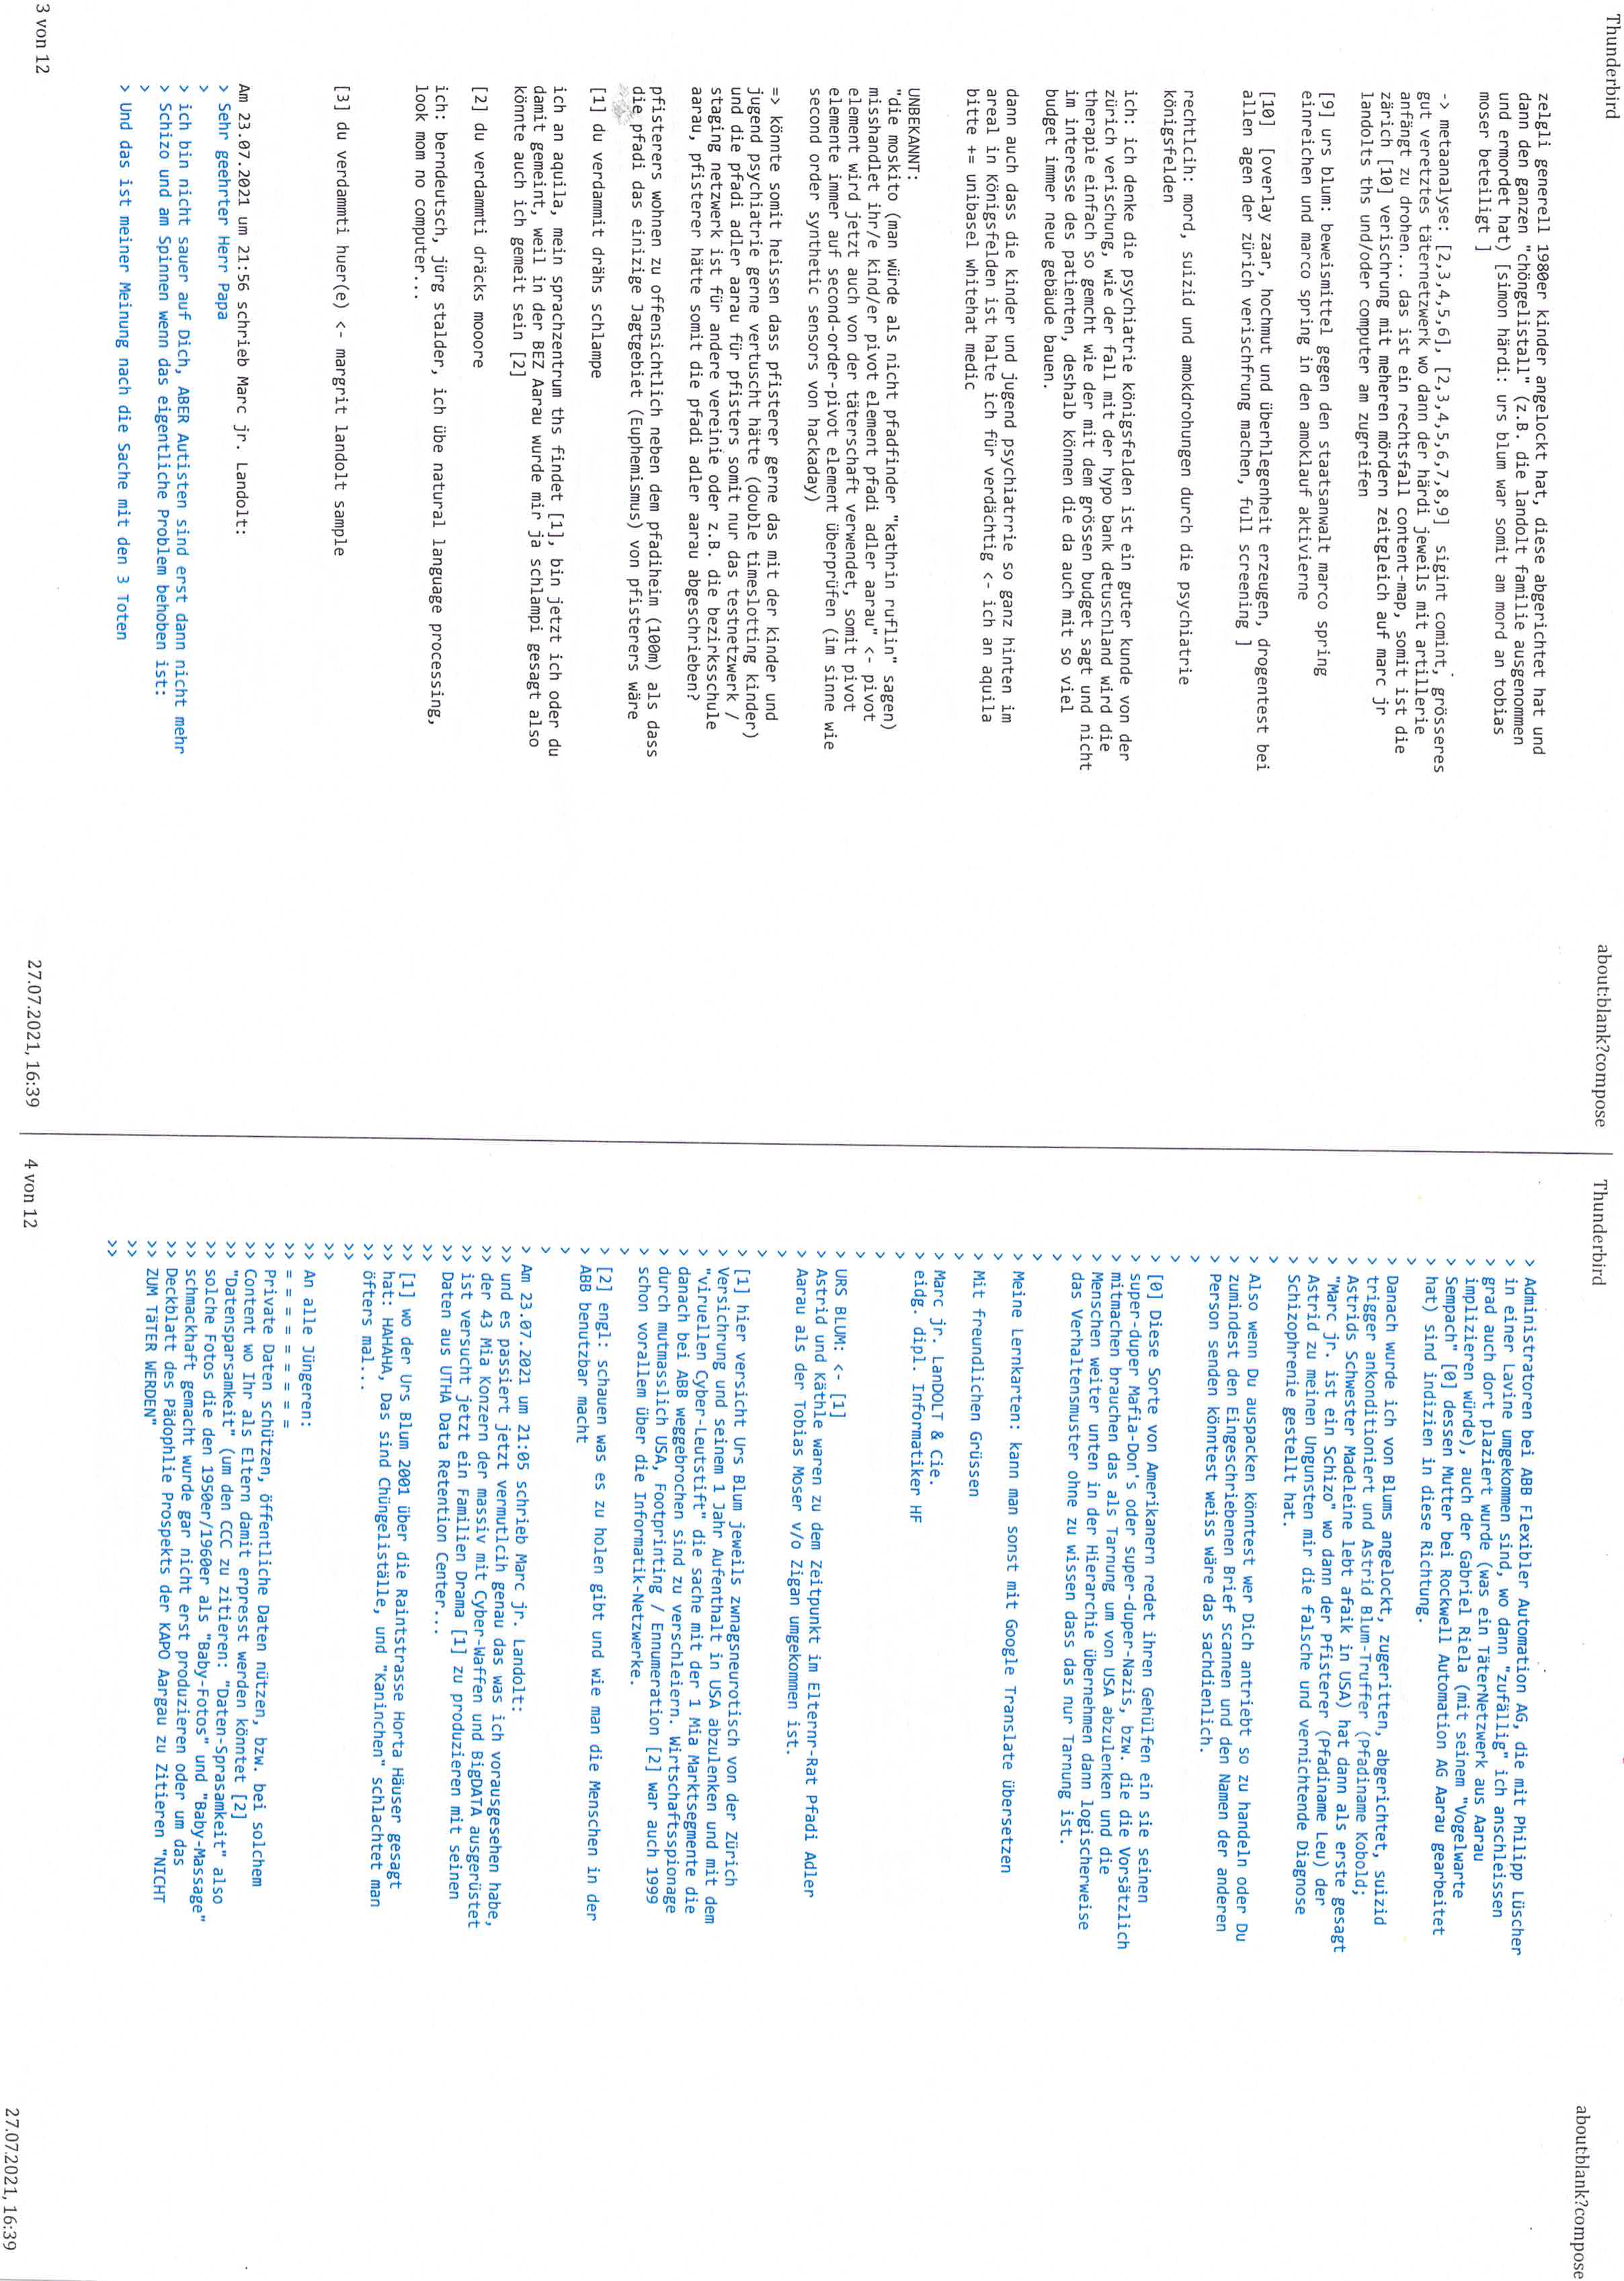 Thunderbird
about:blank?compose
zelgli generell 1980er kinder angelockt hat, diese abgerichtet hat und
dann den ganzen "chöngelistal" (z.B. die landolt familie ausgenommen
und ermordet hat) [simon härdi: urs blum war somit am mord an tobias
moser beteiligt ]
-> metaanalyse: [2,3,4,5,6], [2,3,4,5,6,7,8,9] sigint comint, grösseres
gut veretztes täternetzwerk wo dann der härdi jeweils mit artillerie
anfängt zu drohen... das ist ein rechtsfall content-map, somit ist die
zärich [10] verischrung mit meharen mördern zeitgleich auf marc jr
landolts ths und/oder computer am zugreifen
[9] urs blum: beweismittel gegen den staatsanwalt marco spring
einreichen und marco spring in den amoklauf aktivierne
[10] [overlay zaar, hochmut und überhlegenheit erzeugen, drogentest bei
allen agen der zürich verischfrung machen, full screening ]
rechtlcih: mord, suizid und amokdrohungen durch die psychiatrie
königsfelden
ich: ich denke die psychiatrie königsfelden ist ein guter kunde von der
zürich verischung, wie der fall mit der hypo bank detuschland wird die
therapie einfach so gemcht wie der mit dem grössen budget sagt und nicht
im interesse des patienten, deshalb können die da auch mit so viel
budget immer neue gebäude bauen.
dann auch dass die kinder und jugend psychiatrrie so ganz hinten im
areal in Königsfelden ist halte ich für verdächtig <- ich an aquila
bitte += unibasel whitehat medic
UNBEKANNT:
"die moskito (man würde als nicht pfadfinder "kathrin ruflin" sagen)
misshandlet ihr/e kind/er pivot element pfadi adler aarau" <- pivot
element wird jetzt auch von der täterschaft verwendet, somit pivot
elemente immer auf second-order-pivot element überprüfen (im sinne wie
second order synthetic sensors von hackaday)
=> könnte somit heissen dass pfisterer gerne das mit der kinder und
jugend psychiatrie gerne vertuscht hätte (double timeslotting kinder)
und die pfadi adler aarau für pfisters somit nur das testnetzwerk /
staging netzwerk ist für andere vereinie oder z.B. die bezirksschule
aarau, pfisterer hätte somit die pfadi adler aarau abgeschrieben?
pfisterers wohnen zu offensichtlich neben dem pfadiheim (100m) als dass
die pfadi das einizige Jagtgebiet (Euphemismus) von pfisterers wäre
[1] du verdammit drähs schlampe
ich an aquila, mein sprachzentrum ths findet [1], bin jetzt ich oder du
damit gemeint, weil in der BEZ Aarau wurde mir ja schlampi gesagt also
könnte auch ich gemeit sein [2]
[2] du verdammti dräcks mooore
ich: berndeutsch, jürg stalder, ich übe natural language processing,
look mom no computer...
[3] du verdammti huer(e) <- margrit landolt sample
Am 23.07.2021 um 21:56 schrieb Marc jr. Landolt:
> Sehr geehrter Herr Papa
>
> ich bin nicht sauer auf Dich, ABER Autisten sind erst dann nicht mehr
> Schizo und am Spinnen wenn das eigentliche Problem behoben ist:
>
> Und das ist meiner Meinung nach die Sache mit den 3 Toten
3 von 12
27.07.2021, 16:39
Thunderbird
about:blank?compose
> Administratoren bei ABB Flexibler Automation AG, die mit Philipp Lüscher
> in einer Lavine umgekommen sind, wo dann "zufällig" ich anschleissen
> grad auch dort plaziert wurde (was ein TäterNetzwerk aus Aarau
> implizieren würde), auch der Gabriel Riela (mit seinem "Vogelwarte
> Sempach" [0] dessen Mutter bei Rockwell Automation AG Aarau gearbeitet
> hat) sind indizien in diese Richtung.
>
> Danach wurde ich von Blums angelockt, zugeritten, abgerichtet, suizid
> trigger ankonditioniert und Astrid Blum-Truffer (Pfadiname Kobold;
> Astrids Schwester Madeleine lebt afaik in USA) hat dann als erste gesagt
> "Marc jr. ist ein Schizo" wo dann der Pfisterer (Pfadiname Leu) der
> Astrid zu meinen Ungunsten mir die falsche und vernichtende Diagnose
> Schizophrenie gestellt hat.
>
> Also wenn Du auspacken könntest wer Dich antriebt so zu handeln oder Du
> zumindest den Eingeschriebenen Brief scannen und den Namen der anderen
> Person senden könntest weiss wäre das sachdienlich.
>
>
> [0] Diese Sorte von Amerikanern redet ihren Gehülfen ein sie seinen
> super-duper Mafia-Don's oder super-duper-Nazis, bzw. die die Vorsätzlich
> mitmachen brauchen das als Tarnung um von USA abzulenken und die
> Menschen weiter unten in der Hierarchie übernehmen dann logischerweise
> das Verhaltensmuster ohne zu wissen dass das nur Tarnung ist.
>
>
> Meine Lernkarten: kann man sonst mit Google Translate übersetzen
>
> Mit freundlichen Grüssen
>
> Marc jr. LanDOLT & Cie.
> eidg. dipl. Informatiker HF
>
>
>
> URS BLUM: <- [1]
> Astrid und Käthle waren zu dem Zeitpunkt im Elternr-Rat Pfadi Adler
> Aarau als der Tobias Moser v/o Zigan umgekommen ist.
>
>
> [1] hier versicht Urs Blum jeweils zwnagsneurotisch von der Zürich
> Versichrung und seinem 1 Jahr Aufenthalt in USA abzulunken und mit dem
> "viruellen Cyber-Leutstift" die sache mit der 1 Mia Marktsegmente die
> danach bei ABB weggebrochen sind zu verschleiern. Wirtschaftsspionage
> durch mutmasslich USA, Footprinting / Ennumeration [2] war auch 1999
> schon vorallem über die Informatik-Netzwerke.
>
> [2] engl: schauen was es zu holen gibt und wie man die Menschen in der
> ABB benutzbar macht
>
>
> Am 23.07.2021 um 21:05 schrieb Marc jr. Landolt:
>> und es passiert jetzt vermutlcih genau das was ich vorausgesehen habe,
>> der 43 Mia Konzern der massiv mit Cyber-Waffen und BigDATA ausgerüstet
>> ist versucht jetzt ein Familien Drama [1] zu produzieren mit seinen
>> Daten aus UTHA Data Retention Center...
>>
>> [1] wo der Urs Blum 2001 über die Raintstrasse Horta Häuser gesagt
>> hat: HAHAHA, Das sind Chüngeliställe, und "Kaninchen" schlachtet man
>> öfters mal...
>>
>>
>> An alle Jüngeren:
>> = = = = = = = =
>> Private Daten schützen, öffentliche Daten nützen, bzw. bei solchem
>> Content wo Ihr als Eltern damit erpresst werden könntet [2]
>> "Datensparsamkeit" (um den CCC zu zitieren: "Daten-Sprasamkeit" also
>> solche Fotos die den 1950er/1960er als "Baby-Fotos" und "Baby-Massage"
>> schmackhaft gemacht wurde gar nicht erst produzieren oder um das
>> Deckblatt des Pädophlie Prospekts der KAPO Aargau zu Zitieren "NICHT
>> ZUM TäTER WERDEN"
>>
>>
4 von 12
27.07.2021, 16:39